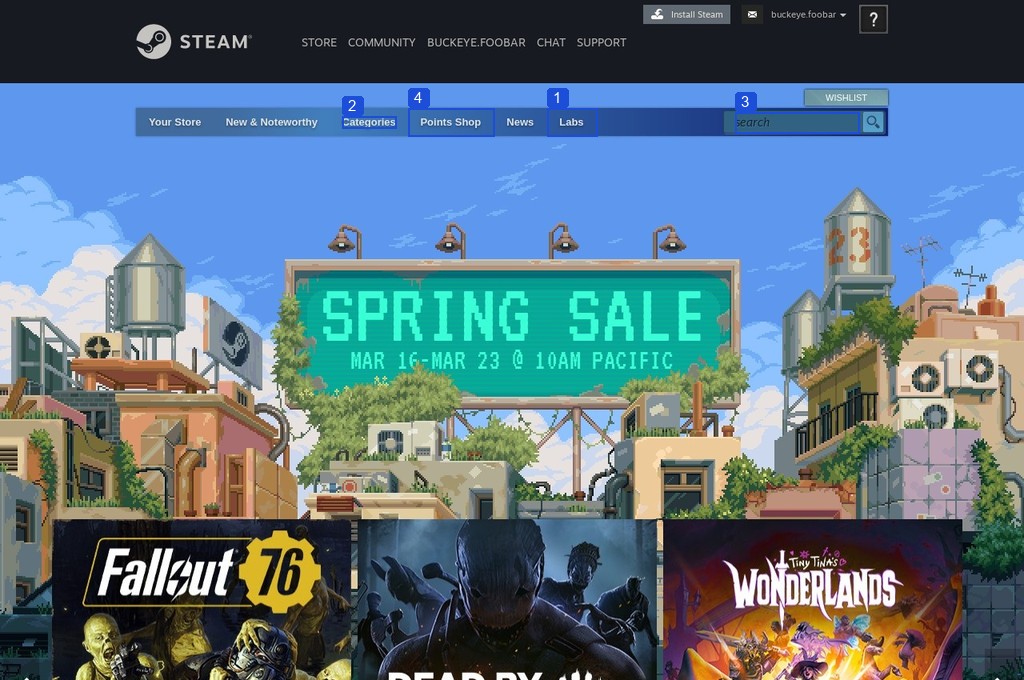 Install Steam
buckeye.foobar
?
STEAM
STORE COMMUNITY BUCKEYE.FOOBAR CHAT SUPPORT
WISHLIST
2
4
1
3
Your Store New & Noteworthy Categories Points Shop News Labs search
23
SPRING SALE
MAR 16-MAR 23 @ 10AM PACIFIC
Fallout 76
DEAD BY
TINY TINA'S
WONDERLANDS